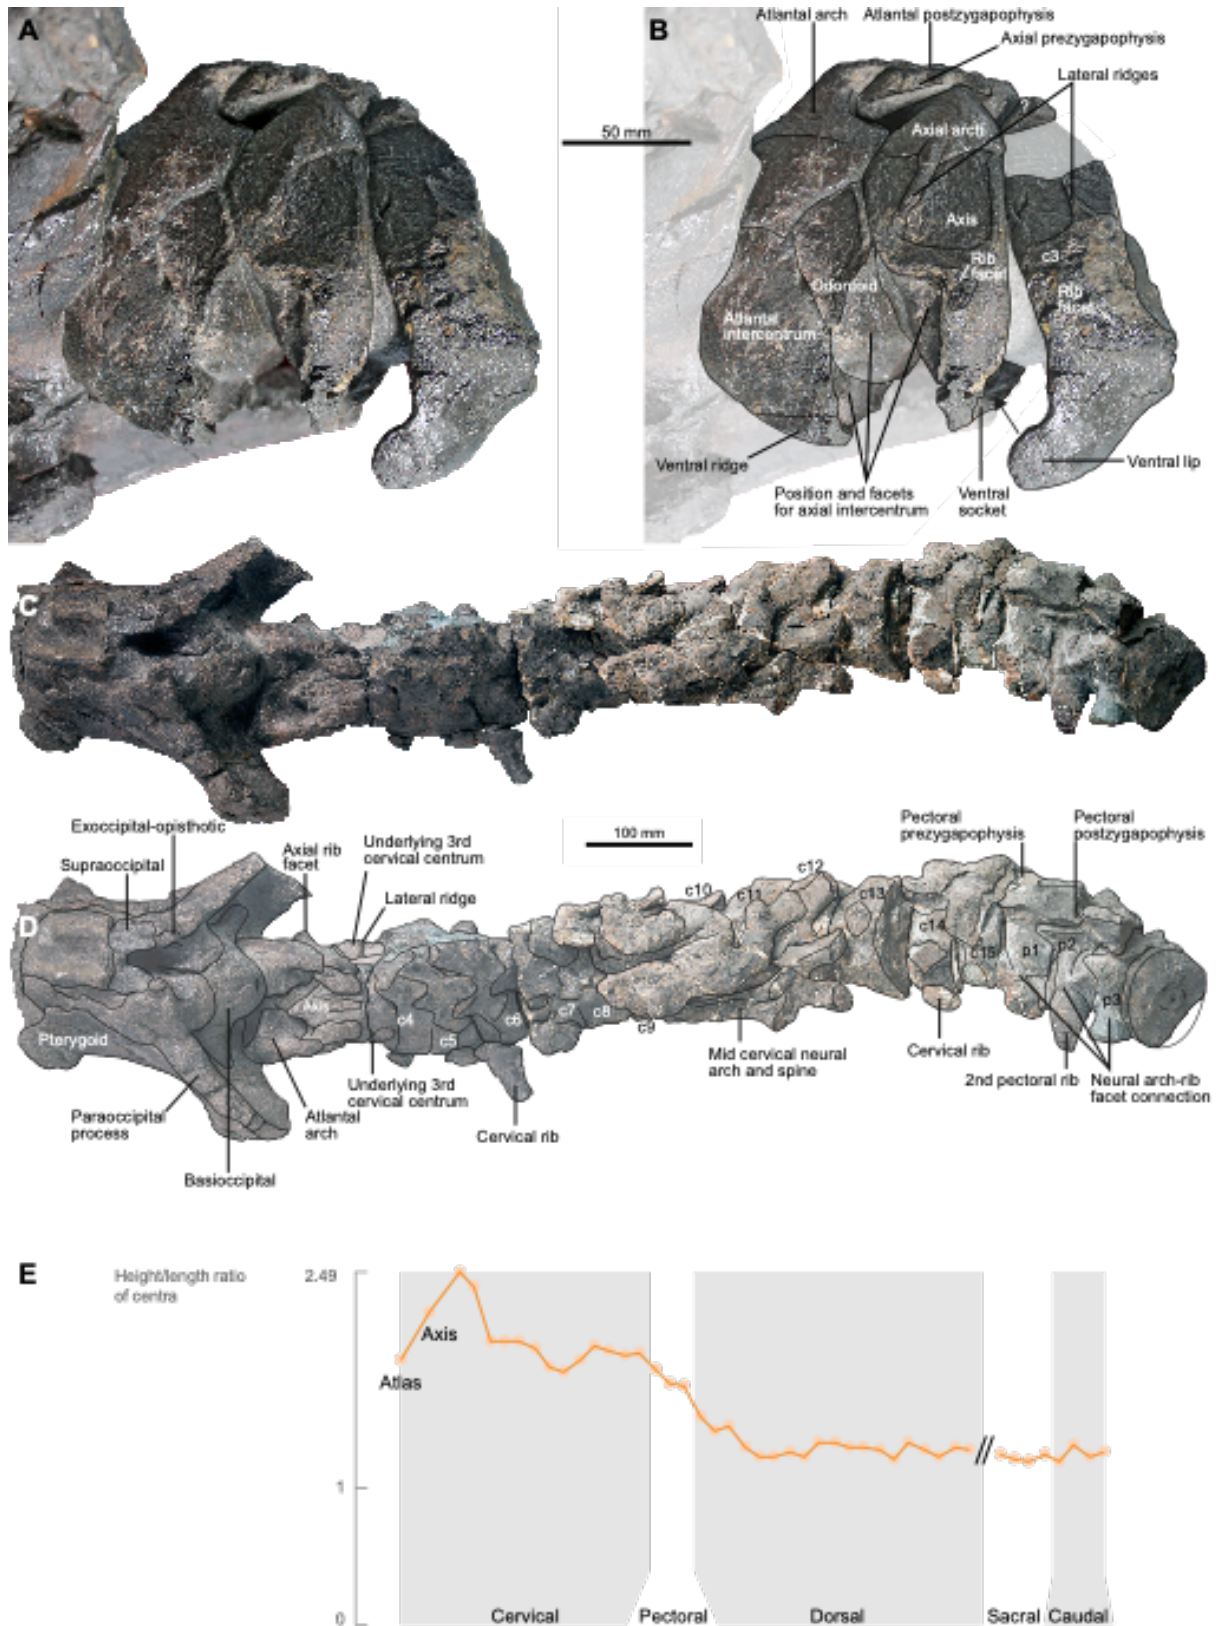 A
B
Atlantal arch
Atlantal postzygapophysis
Axial prezygapophysis
Lateral ridges
50 mm
Axial arch
Axis
c3
Rib
facet
Rib
facet
Odontoid
Atlantal
intercentrum
Ventral ridge
Position and facets
for axial intercentrum
Ventral
socket
Ventral lip
C
100 mm
D
Exoccipital-opisthotic
Supraoccipital
Axial rib
facet
Underlying 3rd
cervical centrum
Lateral ridge
Pectoral
prezygapophysis
Pectoral
postzygapophysis
c10
c11
c12
c13
c14
c15
p1
p2
p3
Axis
c4
c5
c6
c7
c8
c9
Pterygoid
Paraoccipital
process
Basioccipital
Atlantal
arch
Underlying 3rd
cervical centrum
Cervical rib
Mid cervical neural
arch and spine
Cervical rib
2nd pectoral rib
Neural arch-rib
facet connection
E
Height/length ratio
of centra
2.49
Axis
Atlas
1
0
Cervical
Pectoral
Dorsal
Sacral
Caudal